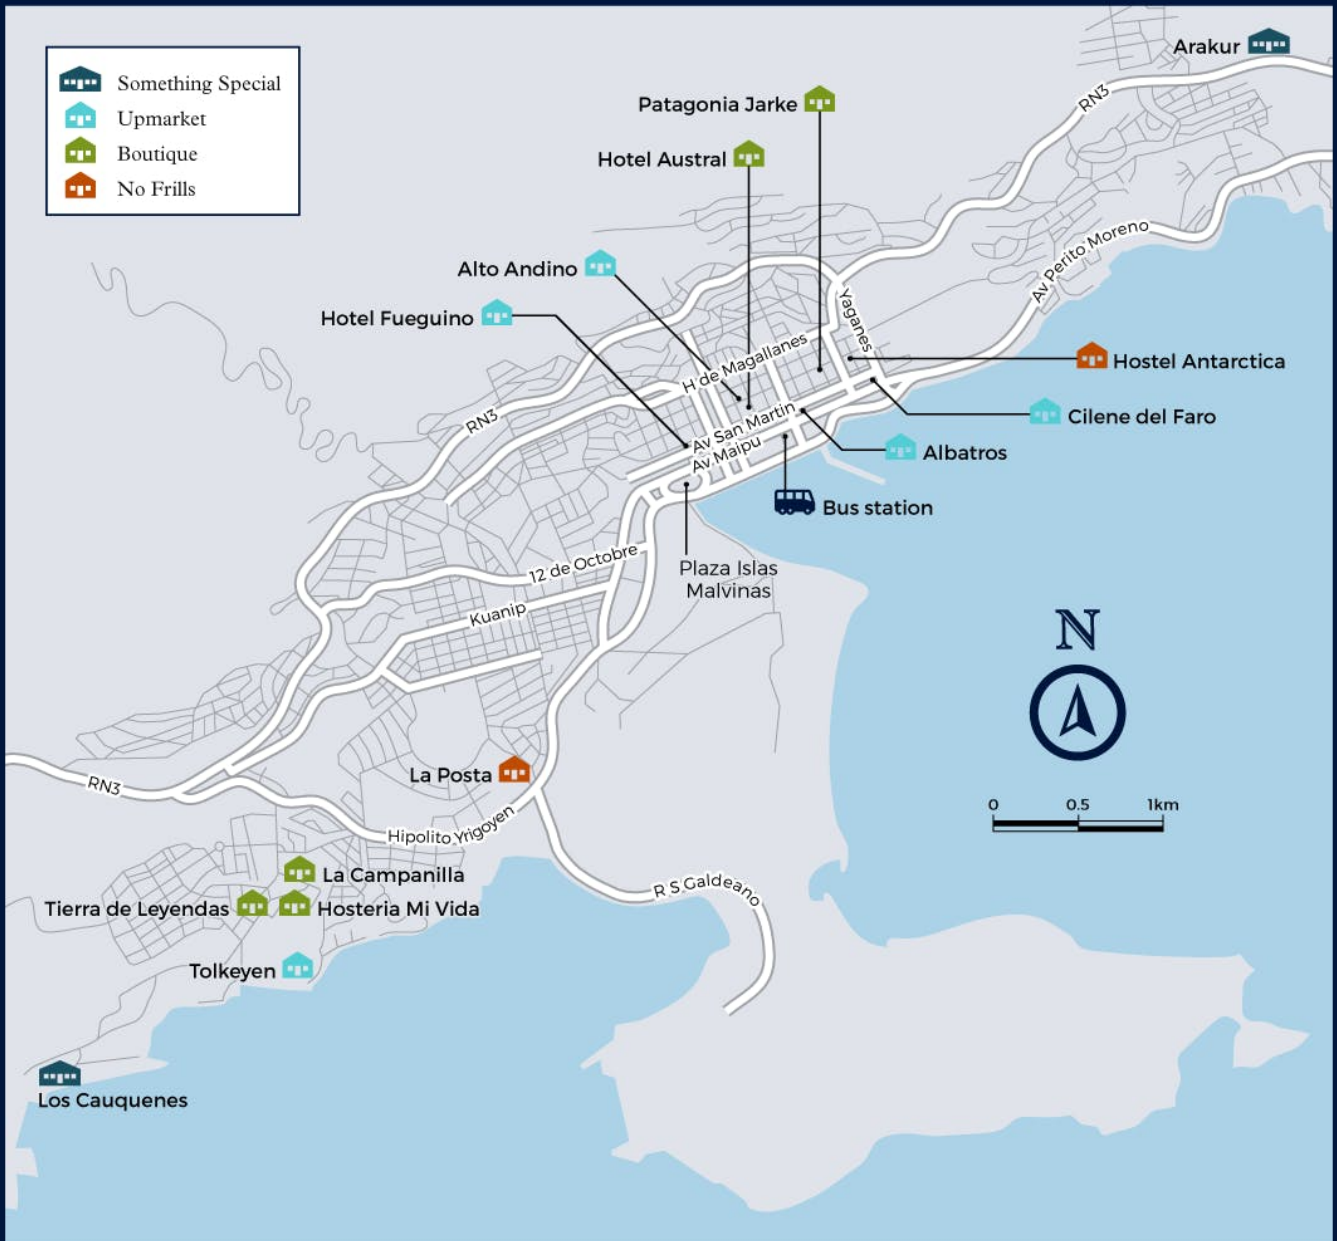 Something Special
Upmarket
Boutique
No Frills
Arakur
Patagonia Jarke
RN3
Hotel Austral
Av Perito Moreno
Alto Andino
Hotel Fueguino
Yaganes
H de Magallanes
Hostel Antarctica
RN3
Av San Martin
Cilene del Faro
Av Maipu
Albatros
Bus station
12 de Octobre
Plaza Islas
Malvinas
Kuanip
N
La Posta
RN3
0 0.5 1km
Hipolito Yrigoyen
La Campanilla
R S Galdeano
Tierra de Leyendas
Hosteria Mi Vida
Tolkeyen
Los Cauquenes